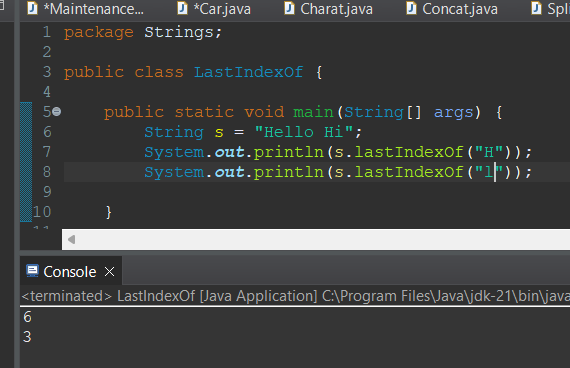 *Maintenance... *Car.java Charat.java Concat.java Spli
1 package Strings;
2
3 public class LastIndexOf {
4
5 public static void main(String[] args) {
6 String s = "Hello Hi";
7 System.out.println(s.lastIndexOf("H"));
8 System.out.println(s.lastIndexOf("l"));
9
10 }
11
Console
<terminated> LastIndexOf [Java Application] C:\Program Files\Java\jdk-21\bin\java
6
3